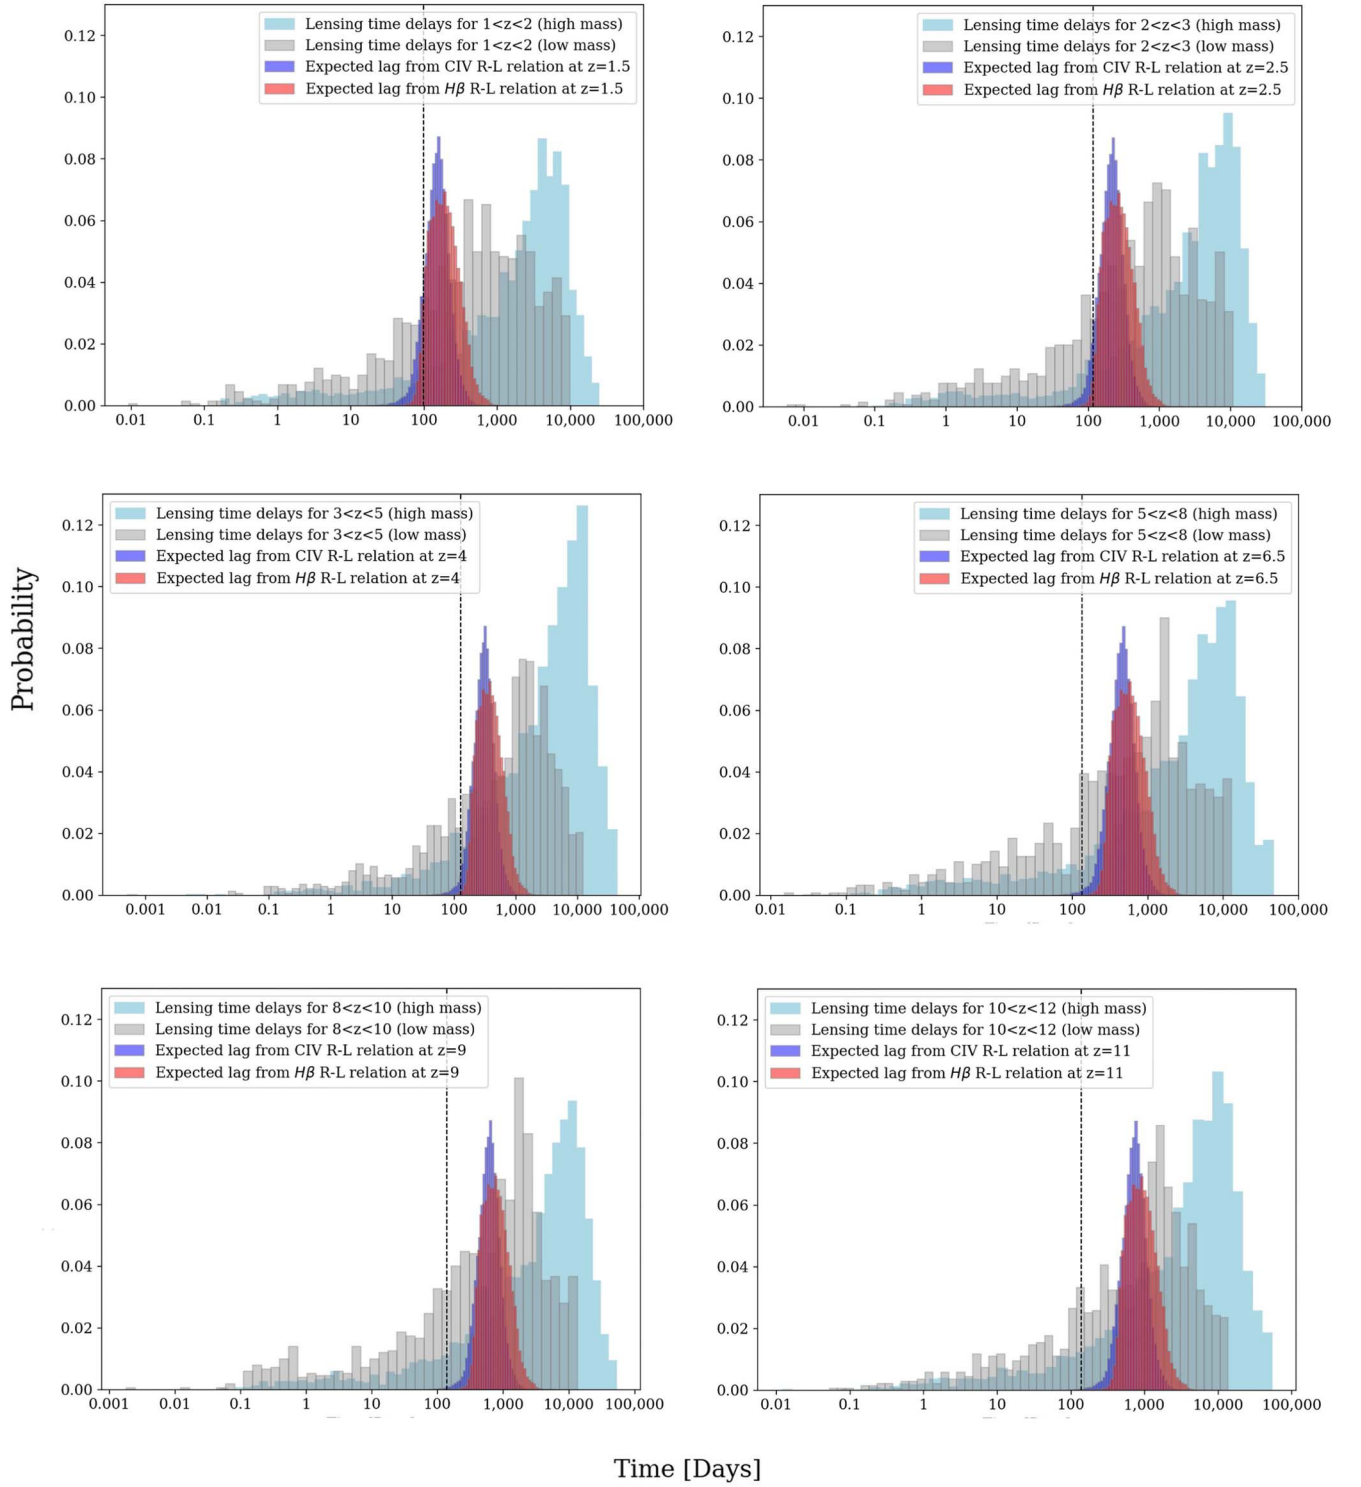 Lensing time delays for 1<z<2 (high mass)
Lensing time delays for 1<z<2 (low mass)
Expected lag from CIV R-L relation at z=1.5
Expected lag from Hβ R-L relation at z=1.5
0.12
0.10
0.08
0.06
0.04
0.02
0.00
0.01 0.1 1 10 100 1,000 10,000 100,000
Lensing time delays for 2<z<3 (high mass)
Lensing time delays for 2<z<3 (low mass)
Expected lag from CIV R-L relation at z=2.5
Expected lag from Hβ R-L relation at z=2.5
0.12
0.10
0.08
0.06
0.04
0.02
0.00
0.01 0.1 1 10 100 1,000 10,000 100,000
Probability
Lensing time delays for 3<z<5 (high mass)
Lensing time delays for 3<z<5 (low mass)
Expected lag from CIV R-L relation at z=4
Expected lag from Hβ R-L relation at z=4
0.12
0.10
0.08
0.06
0.04
0.02
0.00
0.001 0.01 0.1 1 10 100 1,000 10,000 100,000
Lensing time delays for 5<z<8 (high mass)
Lensing time delays for 5<z<8 (low mass)
Expected lag from CIV R-L relation at z=6.5
Expected lag from Hβ R-L relation at z=6.5
0.12
0.10
0.08
0.06
0.04
0.02
0.00
0.01 0.1 1 10 100 1,000 10,000 100,000
Lensing time delays for 8<z<10 (high mass)
Lensing time delays for 8<z<10 (low mass)
Expected lag from CIV R-L relation at z=9
Expected lag from Hβ R-L relation at z=9
0.12
0.10
0.08
0.06
0.04
0.02
0.00
0.001 0.01 0.1 1 10 100 1,000 10,000 100,000
Lensing time delays for 10<z<12 (high mass)
Lensing time delays for 10<z<12 (low mass)
Expected lag from CIV R-L relation at z=11
Expected lag from Hβ R-L relation at z=11
0.12
0.10
0.08
0.06
0.04
0.02
0.00
0.01 0.1 1 10 100 1,000 10,000 100,000
Time [Days]